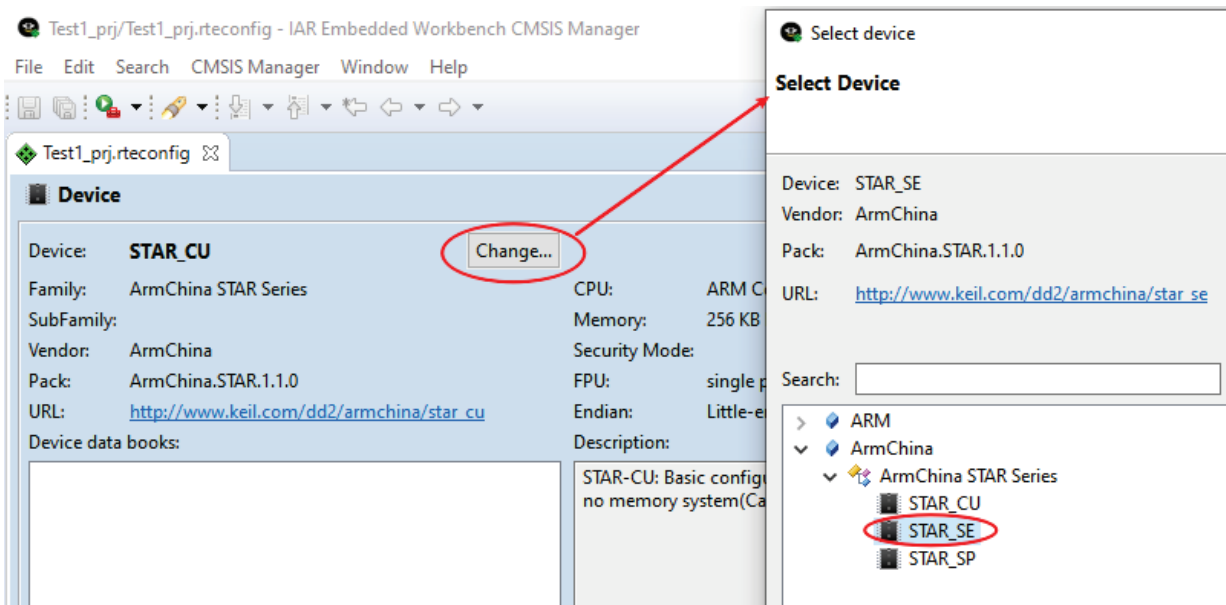 Test1_prj/Test1_prj.rteconfig - IAR Embedded Workbench CMSIS Manager
File Edit Search CMSIS Manager Window Help
Test1_prj.rteconfig
Device
Device: STAR_CU Change...
Family: ArmChina STAR Series CPU: ARM
SubFamily: Memory: 256 KB
Vendor: ArmChina Security Mode:
Pack: ArmChina.STAR.1.1.0 FPU: single
URL: http://www.keil.com/dd2/armchina/star_cu Endian:
Device data books: Description:
STAR-CU: Basic
no memory
Select device
Select Device
Device: STAR_SE
Vendor: ArmChina
Pack: ArmChina.STAR.1.1.0
URL: http://www.keil.com/dd2/armchina/star_se
Search:
ARM
ArmChina
ArmChina STAR Series
STAR_CU
STAR_SE
STAR_SP